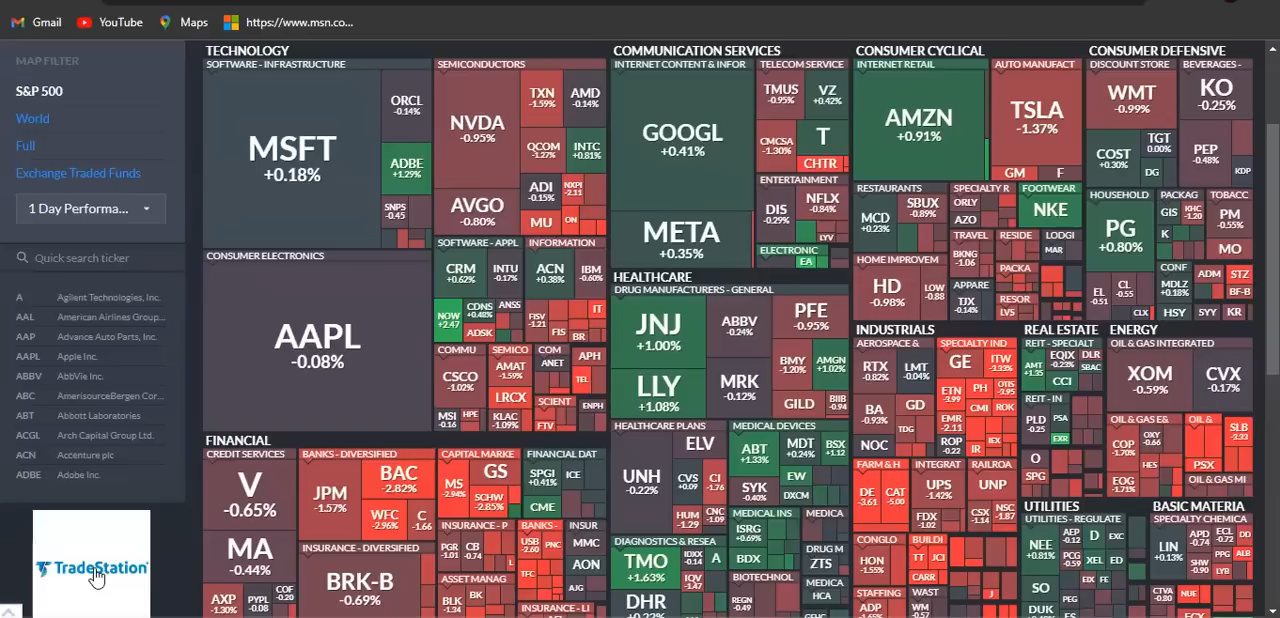 Gmail
YouTube
Maps
https://www.msn.co...
MAP FILTER
S&P 500
World
Full
Exchange Traded Funds
1 Day Performa...
Quick search ticker
A Agilent Technologies, Inc.
AAL American Airlines Group...
AAP Advance Auto Parts, Inc.
AAPL Apple Inc.
ABBV AbbVie Inc.
ABC AmerisourceBergen Cor...
ABT Abbott Laboratories
ACGL Arch Capital Group Ltd.
ACN Accenture plc
ADBE Adobe Inc.
TradeStation
TECHNOLOGY
SOFTWARE - INFRASTRUCTURE
MSFT
+0.18%
ORCL
-0.14%
ADBE
+1.29%
SNPS
-0.45
SEMICONDUCTORS
NVDA
-0.95%
TXN
-1.59%
AMD
-0.14%
QCOM
-1.27%
INTC
+0.81%
AVGO
-0.80%
ADI
-0.15%
NXPI
-2.11
MU
ON
CONSUMER ELECTRONICS
AAPL
-0.08%
SOFTWARE - APPL
CRM
+0.62%
INTU
-0.17%
NOW
+2.47
CDNS
+0.48%
ANSS
ADSK
INFORMATION
ACN
+0.38%
IBM
-0.60%
FISV
-1.21
IT
FIS
BR
COMMU
CSCO
-1.02%
MSI
-0.16
HPE
SEMICO
AMAT
-1.59%
LRCX
KLAC
-1.09%
COM
ANET
APH
TEL
SCIENT
FTV
ENPH
COMMUNICATION SERVICES
INTERNET CONTENT & INFOR
GOOGL
+0.41%
META
+0.35%
TELECOM SERVICE
TMUS
-0.95%
VZ
+0.42%
CMCSA
-1.30%
T
CHTR
ENTERTAINMENT
DIS
-0.29%
NFLX
-0.84%
LYV
ELECTRONIC
EA
CONSUMER CYCLICAL
INTERNET RETAIL
AMZN
+0.91%
AUTO MANUFACT
TSLA
-1.37%
GM
F
RESTAURANTS
MCD
+0.23%
SBUX
-0.89%
SPECIALTY R
ORLY
AZO
FOOTWEAR
NKE
HOME IMPROVEM
HD
-0.98%
LOW
-0.88
TRAVEL
BKNG
-1.06
RESIDE
LODGI
MAR
PACKA
APPARE
TJX
-0.14%
RESOR
LVS
CONSUMER DEFENSIVE
DISCOUNT STORE
WMT
-0.99%
COST
+0.30%
TGT
0.00%
DG
BEVERAGES -
KO
-0.25%
PEP
-0.48%
KDP
HOUSEHOLD
PG
+0.80%
EL
-0.51
CL
-0.55
CLX
PACKAG
GIS
KHC
-1.20
K
TOBACC
PM
-0.55%
MO
CONF
MDLZ
+0.18%
HSY
ADM
STZ
BF-B
SYY
KR
HEALTHCARE
DRUG MANUFACTURERS - GENERAL
JNJ
+1.00%
ABBV
-0.24%
PFE
-0.95%
LLY
+1.08%
MRK
-0.12%
BMY
-1.20%
AMGN
+1.02%
GILD
BIIB
-0.94
HEALTHCARE PLANS
UNH
-0.22%
ELV
CVS
+0.09
CI
-1.76
HUM
-1.29
CNC
-1.09
MEDICAL DEVICES
ABT
+1.33%
MDT
+0.24%
BSX
+1.12
SYK
-0.40%
EW
DXCM
DIAGNOSTICS & RESEA
TMO
+1.63%
IDXX
-0.14
A
IQV
-1.47
DHR
+0.22%
MEDICAL INS
ISRG
+0.69%
BDX
MEDICA
DRUG M
ZTS
BIOTECHNOL
REGN
-0.49
MEDICA
HCA
INDUSTRIALS
AEROSPACE &
RTX
-0.82%
LMT
-0.04%
BA
-0.93%
GD
TDG
NOC
SPECIALTY IND
GE
ITW
-3.33%
ETN
-3.99
PH
OTIS
-3.95
CMI
ROK
EMR
-2.11
ROP
-0.22
IEX
IR
FARM & H
DE
-3.61
CAT
-5.00
INTEGRAT
UPS
-1.42%
FDX
-1.02
RAILROA
UNP
CSX
-1.14
NSC
-1.87
CONGLO
HON
-1.55%
BUILDI
TT
JCI
CARR
STAFFING
ADP
-1.65%
WAST
WM
-0.57
J
REAL ESTATE
REIT - SPECIALT
AMT
+1.35
EQIX
-0.23%
DLR
SBAC
CCI
REIT - IN
PLD
-0.25
PSA
EXR
O
SPG
ENERGY
OIL & GAS INTEGRATED
XOM
-0.59%
CVX
-0.17%
OIL & GAS E&
COP
-1.70%
OXY
-0.66
HES
EOG
-1.71%
OIL &
PSX
SLB
-3.23
OIL & GAS MI
UTILITIES
UTILITIES - REGULATE
NEE
+0.81%
AEP
-0.12
D
EXC
PCG
-0.59
XEL
ED
SO
EIX
FE
DUK
PEG
BASIC MATERIA
SPECIALTY CHEMICA
LIN
+0.13%
APD
-0.74
ECL
-0.72
DD
SHW
-0.90
PPG
ALB
LYB
CTVA
-0.80
NUE
FINANCIAL
CREDIT SERVICES
V
-0.65%
MA
-0.44%
AXP
-1.30%
PYPL
-0.08
COF
-0.20
BANKS - DIVERSIFIED
JPM
-1.57%
BAC
-2.82%
WFC
-2.96%
C
-1.66
INSURANCE - DIVERSIFIED
BRK-B
-0.69%
CAPITAL MARKE
MS
-2.94%
GS
SCHW
-2.85%
FINANCIAL DAT
SPGI
+0.41%
ICE
CME
INSURANCE - P
PGR
-1.01
CB
-0.74
L
BANKS -
USB
-2.60
PNC
TFC
INSUR
MMC
AON
AJG
ASSET MANAG
BLK
-1.34
BK
INSURANCE - LI